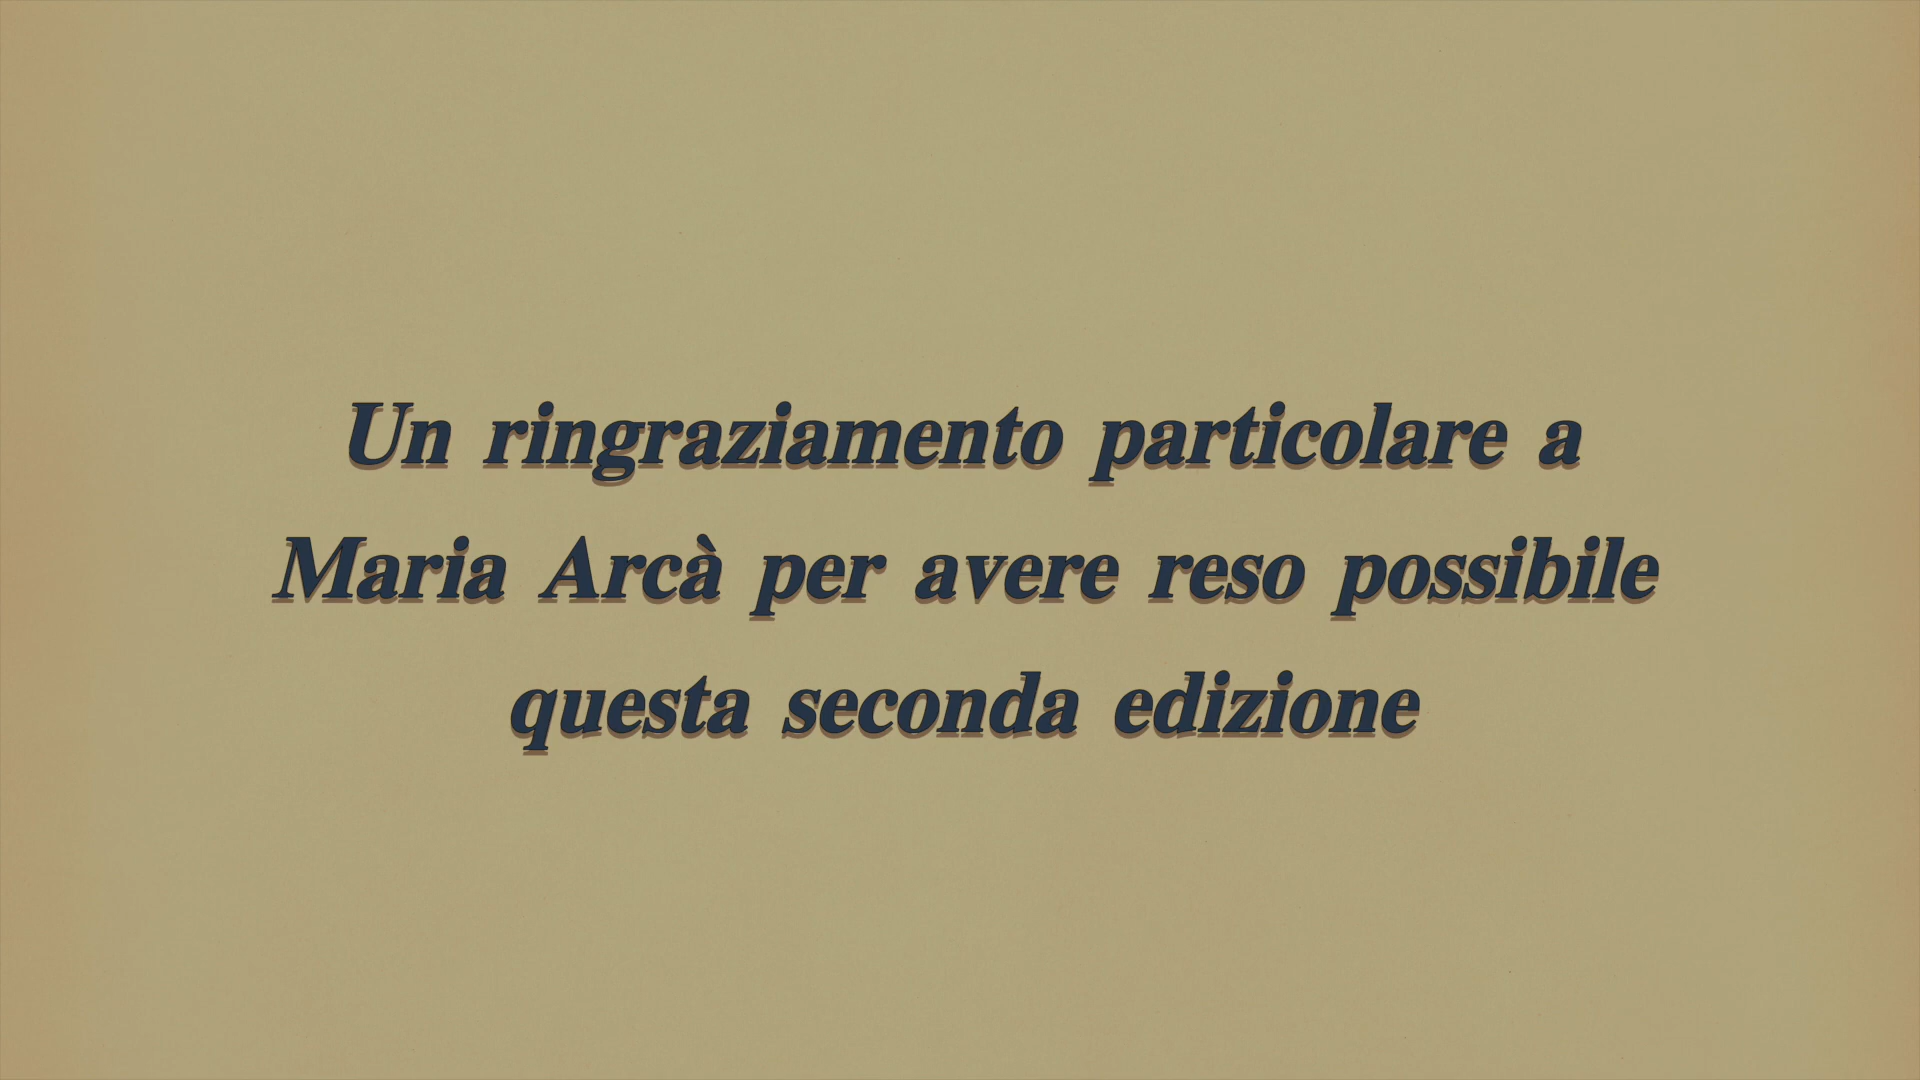 Un ringraziamento particolare a
Maria Arcà per avere reso possibile
questa seconda edizione